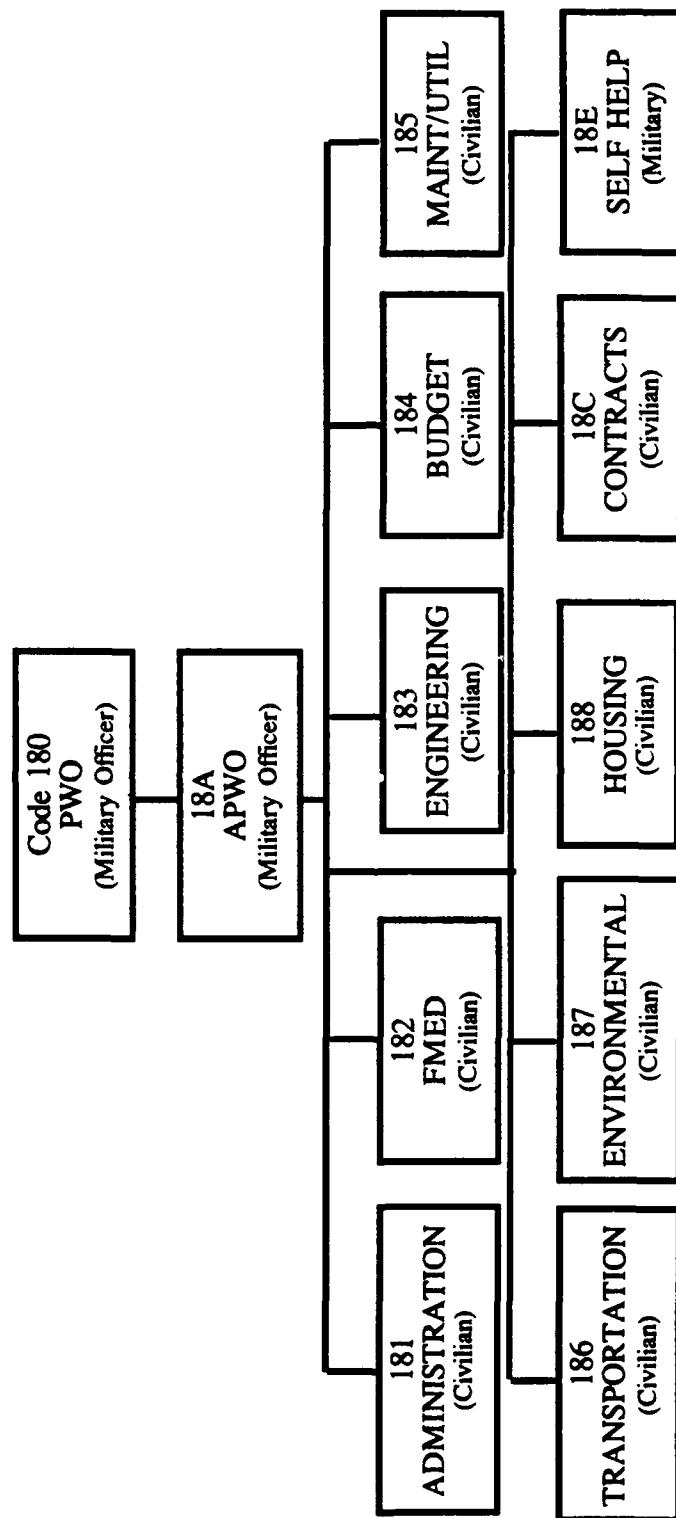 Code 180
PWO
(Military Officer)
18A
APWO
(Military Officer)
181
ADMINISTRATION
(Civilian)
182
FMED
(Civilian)
183
ENGINEERING
(Civilian)
184
BUDGET
(Civilian)
185
MAINT/UTIL
(Civilian)
186
TRANSPORTATION
(Civilian)
187
ENVIRONMENTAL
(Civilian)
188
HOUSING
(Civilian)
18C
CONTRACTS
(Civilian)
18E
SELF HELP
(Military)